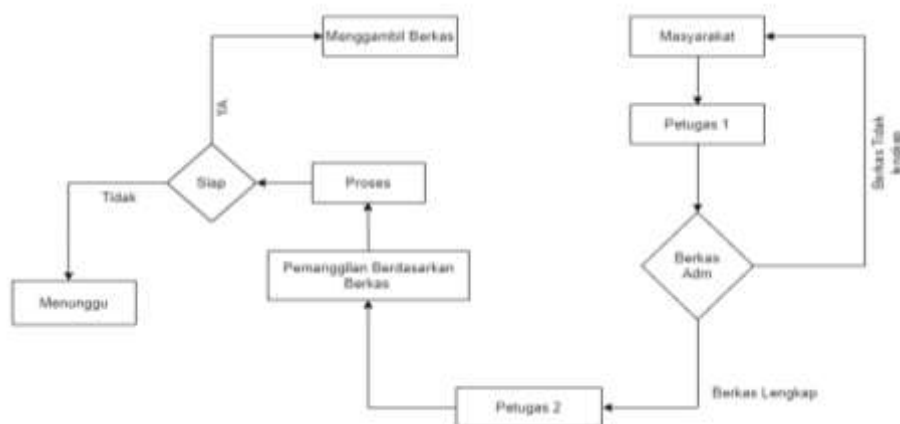 Menggambil Berkas
Masyarakat
YA
Petugas 1
Berkas Tidak
lengkap
Siap
Proses
Tidak
Pemanggilan Berdasarkan
Berkas
Berkas
Adm
Menunggu
Berkas Lengkap
Petugas 2